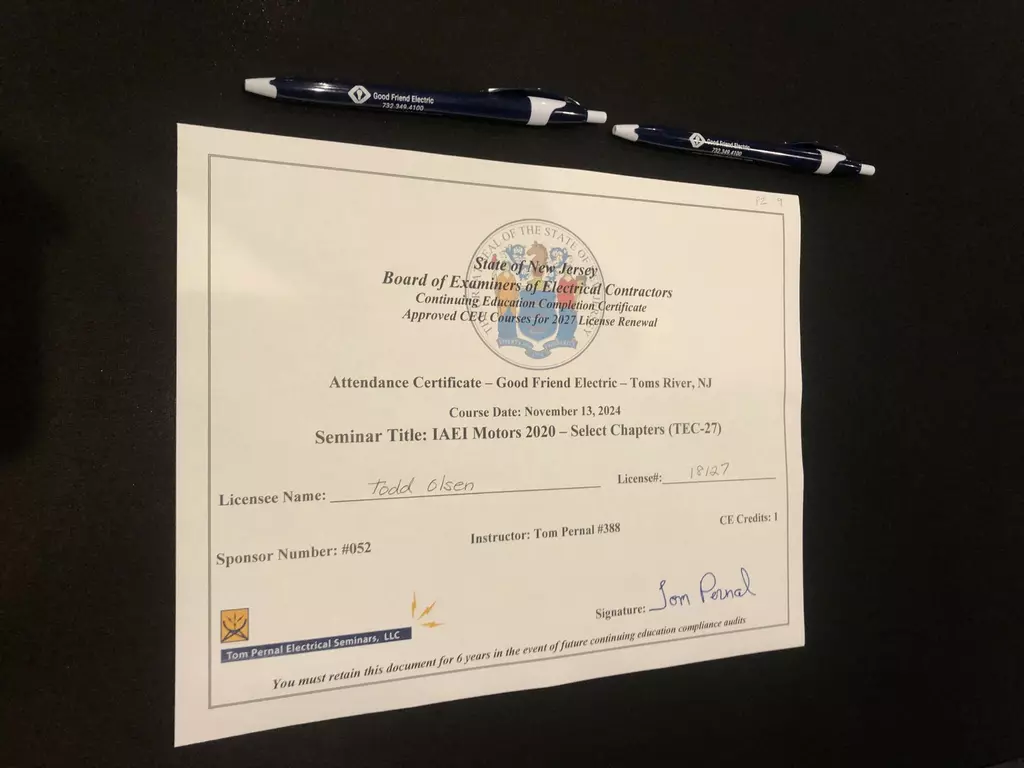 Good Friend Electric
732.349.4100
Good Friend Electric
732.349.4100
State of New Jersey
Board of Examiners of Electrical Contractors
Continuing Education Completion Certificate
Approved CEU Courses for 2027 License Renewal
Attendance Certificate – Good Friend Electric – Toms River, NJ
Course Date: November 13, 2024
Seminar Title: IAEI Motors 2020 – Select Chapters (TEC-27)
Licensee Name: Todd Olsen License#: 18127
Sponsor Number: #052 Instructor: Tom Pernal #388 CE Credits: 1
Signature: Tom Pernal
Tom Pernal Electrical Seminars, LLC
You must retain this document for 6 years in the event of future continuing education compliance audits